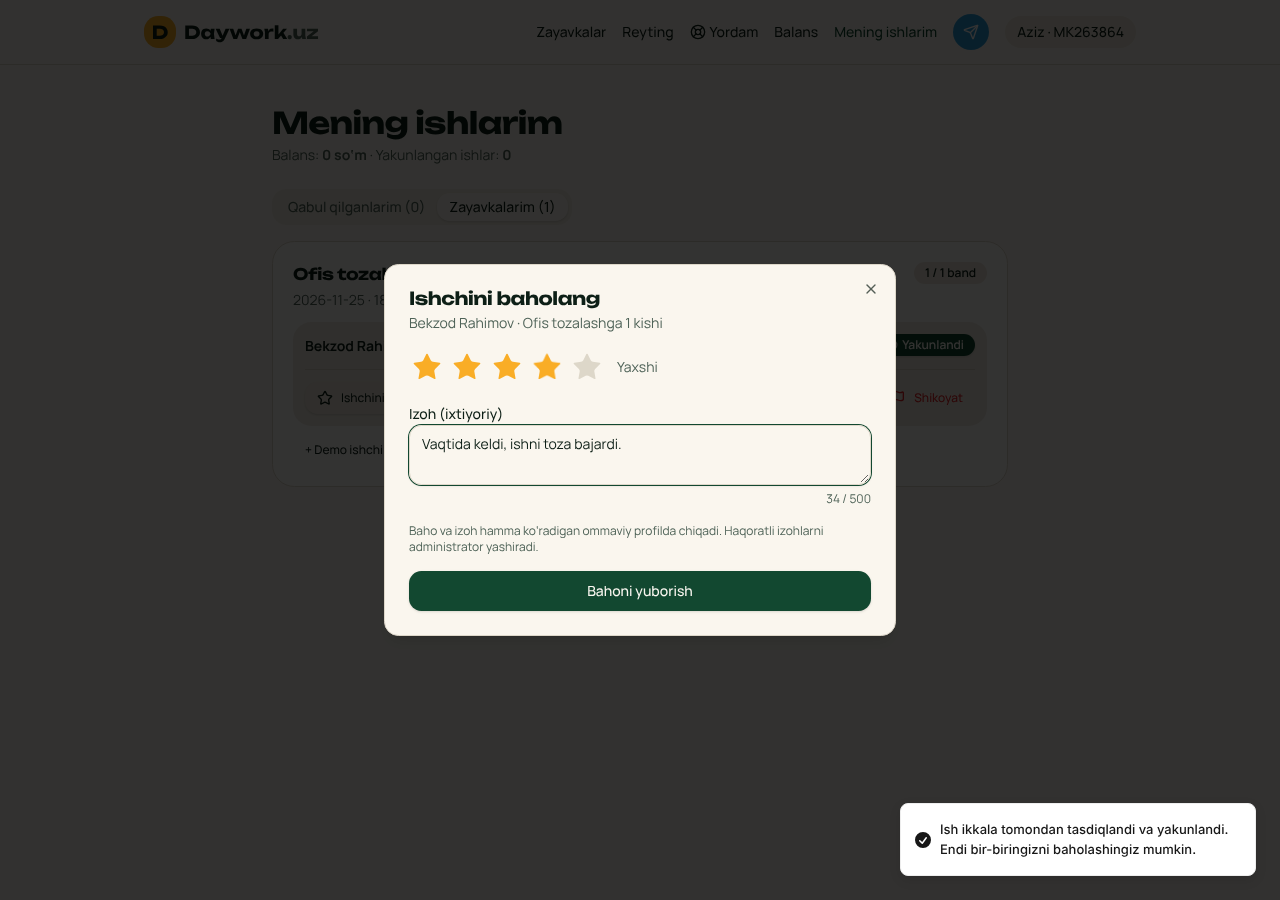 D Daywork.uz
Zayavkalar Reyting Yordam Balans Mening ishlarim Aziz · MK263864
Mening ishlarim
Balans: 0 so'm · Yakunlangan ishlar: 0
Qabul qilganlarim (0) Zayavkalarim (1)
Ofis
1 / 1 band
2026-11-25 ·
Bekzod
Yakunlandi
Shikoyat
+ Demo
Ishchini baholang
Bekzod Rahimov · Ofis tozalashga 1 kishi
Yaxshi
Izoh (ixtiyoriy)
Vaqtida keldi, ishni toza bajardi.
34 / 500
Baho va izoh hamma ko'radigan ommaviy profilda chiqadi. Haqoratli izohlarni
administrator yashiradi.
Bahoni yuborish
Ish ikkala tomondan tasdiqlandi va yakunlandi.
Endi bir-biringizni baholashingiz mumkin.